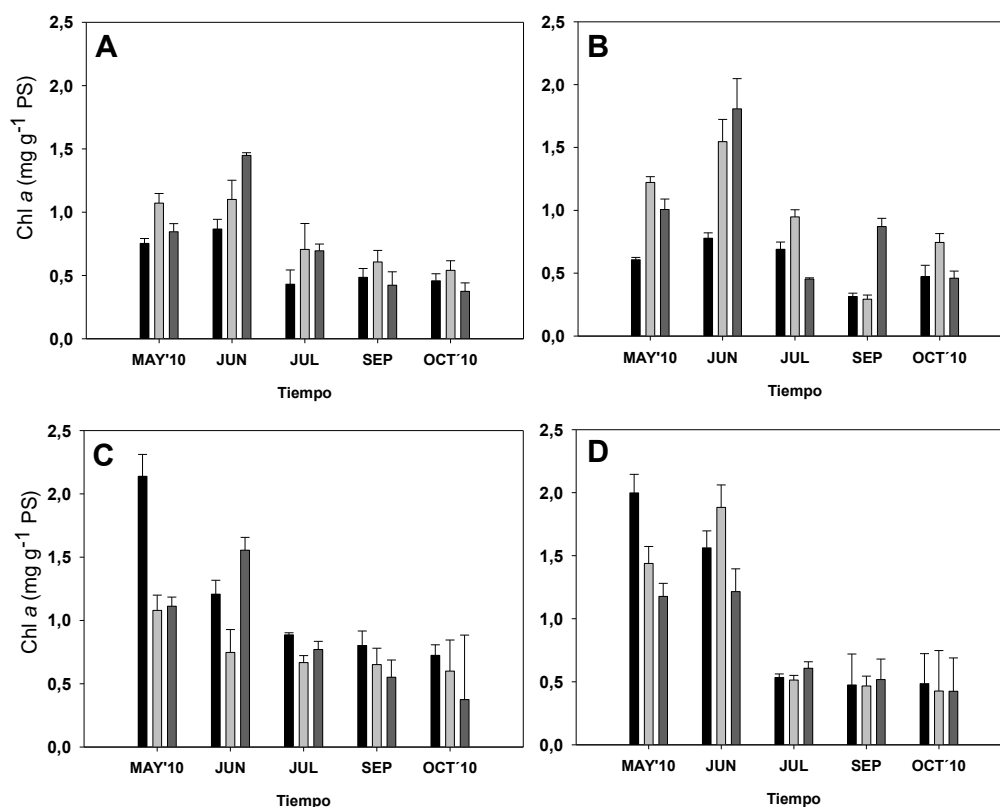 A
2,5
2,0
1,5
1,0
0,5
0,0
Chl a (mg g-1 PS)
MAY'10 JUN JUL SEP OCT´10
Tiempo
B
2,5
2,0
1,5
1,0
0,5
0,0
MAY'10 JUN JUL SEP OCT´10
Tiempo
C
2,5
2,0
1,5
1,0
0,5
0,0
Chl a (mg g-1 PS)
MAY'10 JUN JUL SEP OCT´10
Tiempo
D
2,5
2,0
1,5
1,0
0,5
0,0
MAY'10 JUN JUL SEP OCT´10
Tiempo